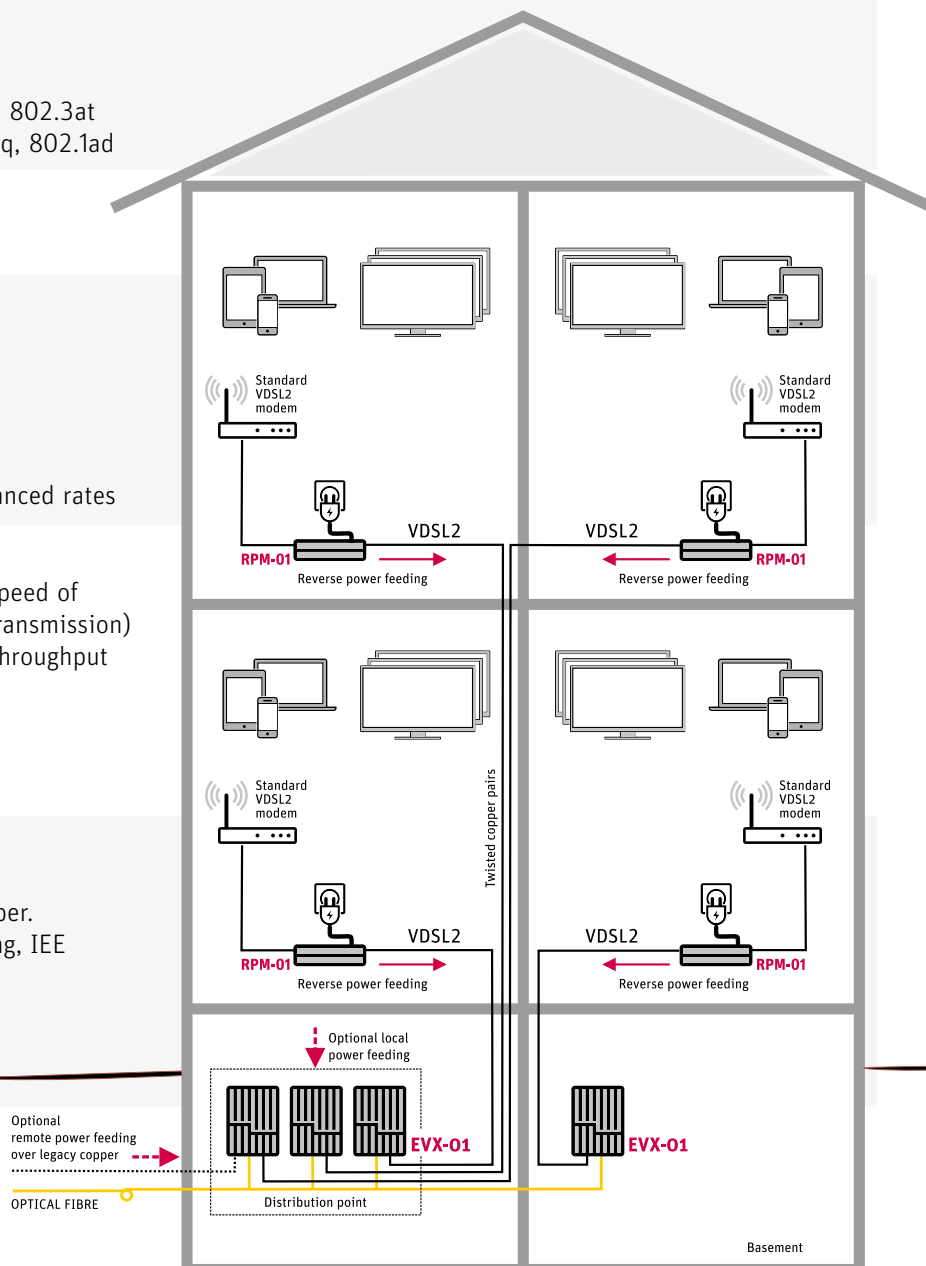 802.3at
q, 802.1ad
anced rates
peed of
ransmission)
hroughput
ber.
ng, IEE
Standard
VDSL2
modem
Standard
VDSL2
modem
VDSL2
VDSL2
RPM-01
RPM-01
Reverse power feeding
Reverse power feeding
Twisted copper pairs
Standard
VDSL2
modem
Standard
VDSL2
modem
VDSL2
VDSL2
RPM-01
RPM-01
Reverse power feeding
Reverse power feeding
Optional local
power feeding
Optional
remote power feeding
over legacy copper
EVX-01
EVX-01
OPTICAL FIBRE
Distribution point
Basement